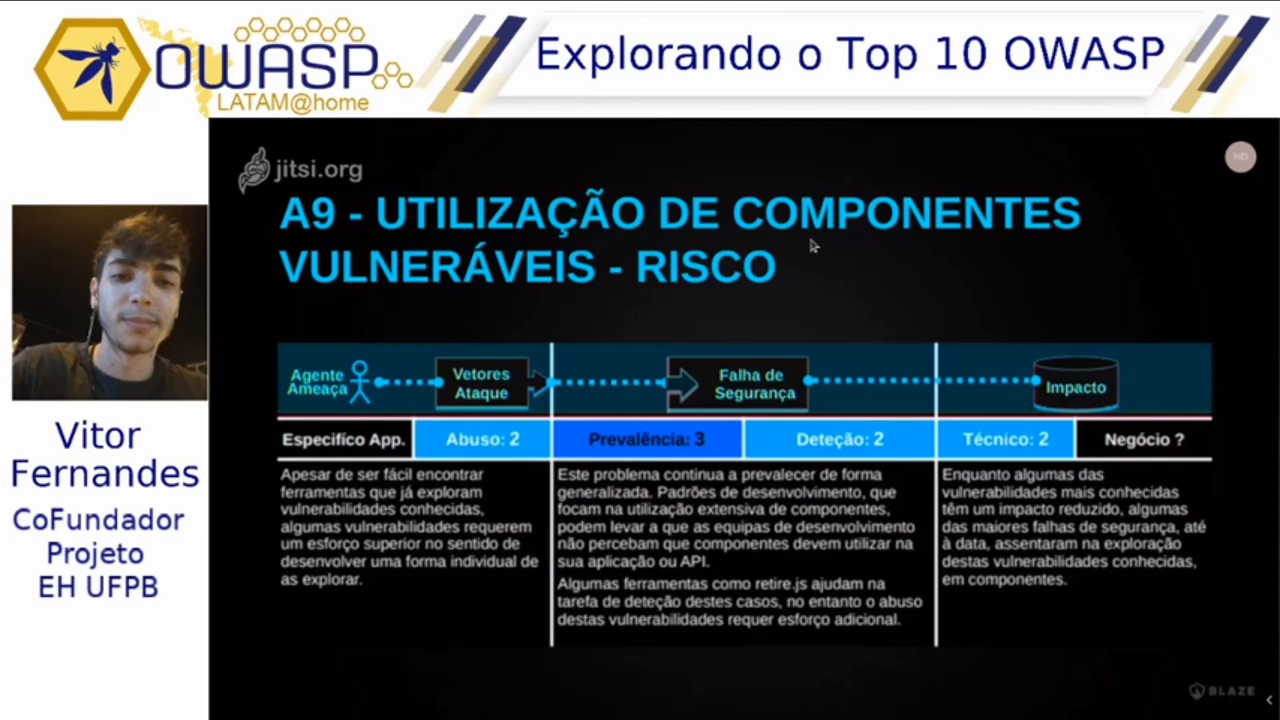 OWASP
LATAM@home
Explorando o Top 10 OWASP
jitsi.org
HD
A9 - UTILIZAÇÃO DE COMPONENTES
VULNERÁVEIS - RISCO
Agente
Ameaça
Vetores
Ataque
Falha de
Segurança
Impacto
Especifíco App.
Abuso: 2
Prevalência: 3
Deteção: 2
Técnico: 2
Negócio ?
Apesar de ser fácil encontrar
ferramentas que já exploram
vulnerabilidades conhecidas,
algumas vulnerabilidades requerem
um esforço superior no sentido de
desenvolver uma forma individual de
as explorar.
Este problema continua a prevalecer de forma
generalizada. Padrões de desenvolvimento, que
focam na utilização extensiva de componentes,
podem levar a que as equipas de desenvolvimento
não percebam que componentes devem utilizar na
sua aplicação ou API.
Algumas ferramentas como retire.js ajudam na
tarefa de deteção destes casos, no entanto o abuso
destas vulnerabilidades requer esforço adicional.
Enquanto algumas das
vulnerabilidades mais conhecidas
têm um impacto reduzido, algumas
das maiores falhas de segurança, até
à data, assentaram na exploração
destas vulnerabilidades conhecidas,
em componentes.
Vitor
Fernandes
CoFundador
Projeto
EH UFPB
BLAZE